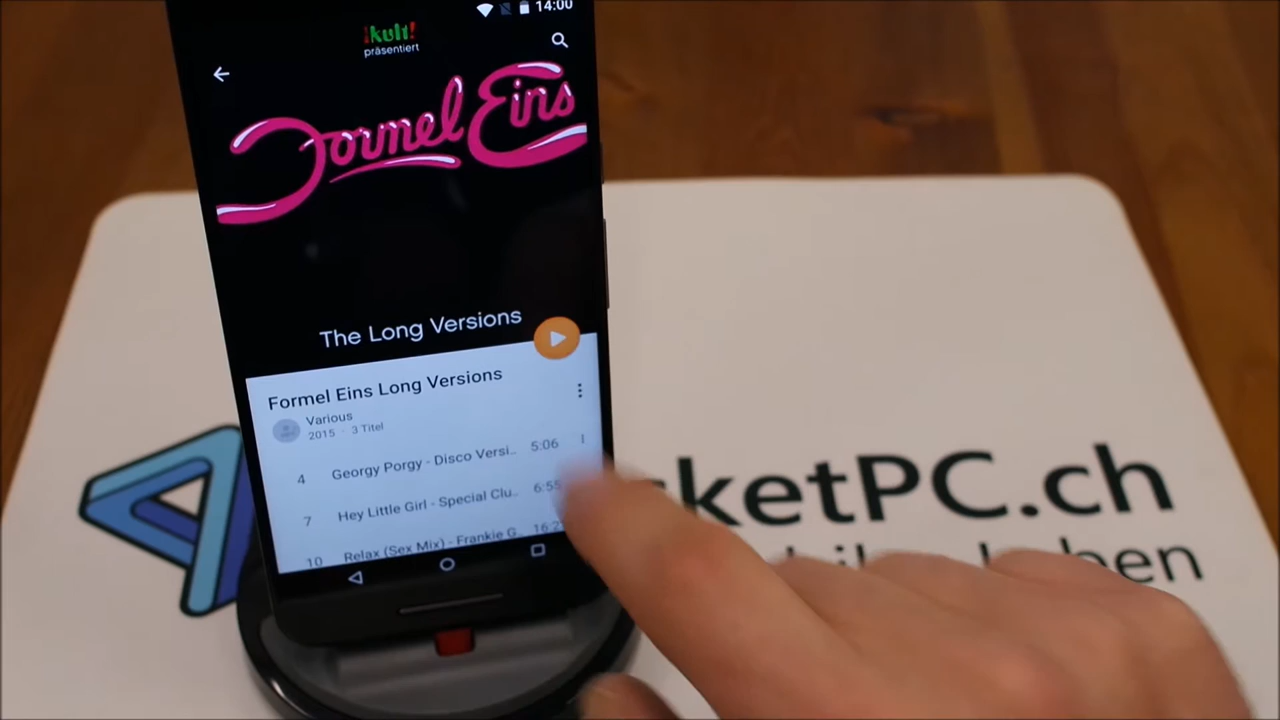 14:00
!kult!
präsentiert
Formel Eins
The Long Versions
Formel Eins Long Versions
Various
2015 · 3 Titel
4 Georgy Porgy - Disco Versi.. 5:06
7 Hey Little Girl - Special Clu.. 6:55
10 Relax (Sex Mix) - Frankie G..
ketPC.ch